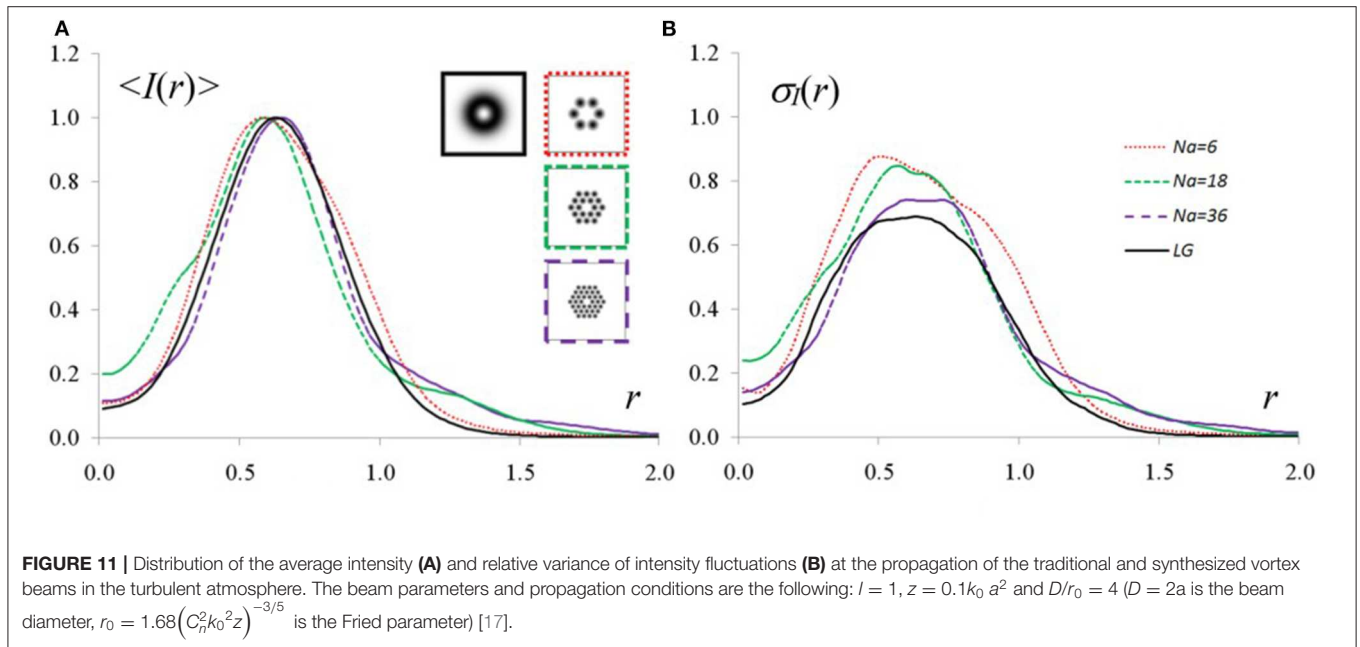 A
B
1.2
1.0
0.8
0.6
0.4
0.2
0.0
<I(r)>
r
0.0 0.5 1.0 1.5 2.0
1.2
1.0
0.8
0.6
0.4
0.2
0.0
σI(r)
Na=6
Na=18
Na=36
LG
r
0.0 0.5 1.0 1.5 2.0
FIGURE 11 | Distribution of the average intensity (A) and relative variance of intensity fluctuations (B) at the propagation of the traditional and synthesized vortex
beams in the turbulent atmosphere. The beam parameters and propagation conditions are the following: l = 1, z = 0.1k₀ a² and D/r₀ = 4 (D = 2a is the beam
diameter, r₀ = 1.68(Cₙ²k₀²z)^−3/5 is the Fried parameter) [17].